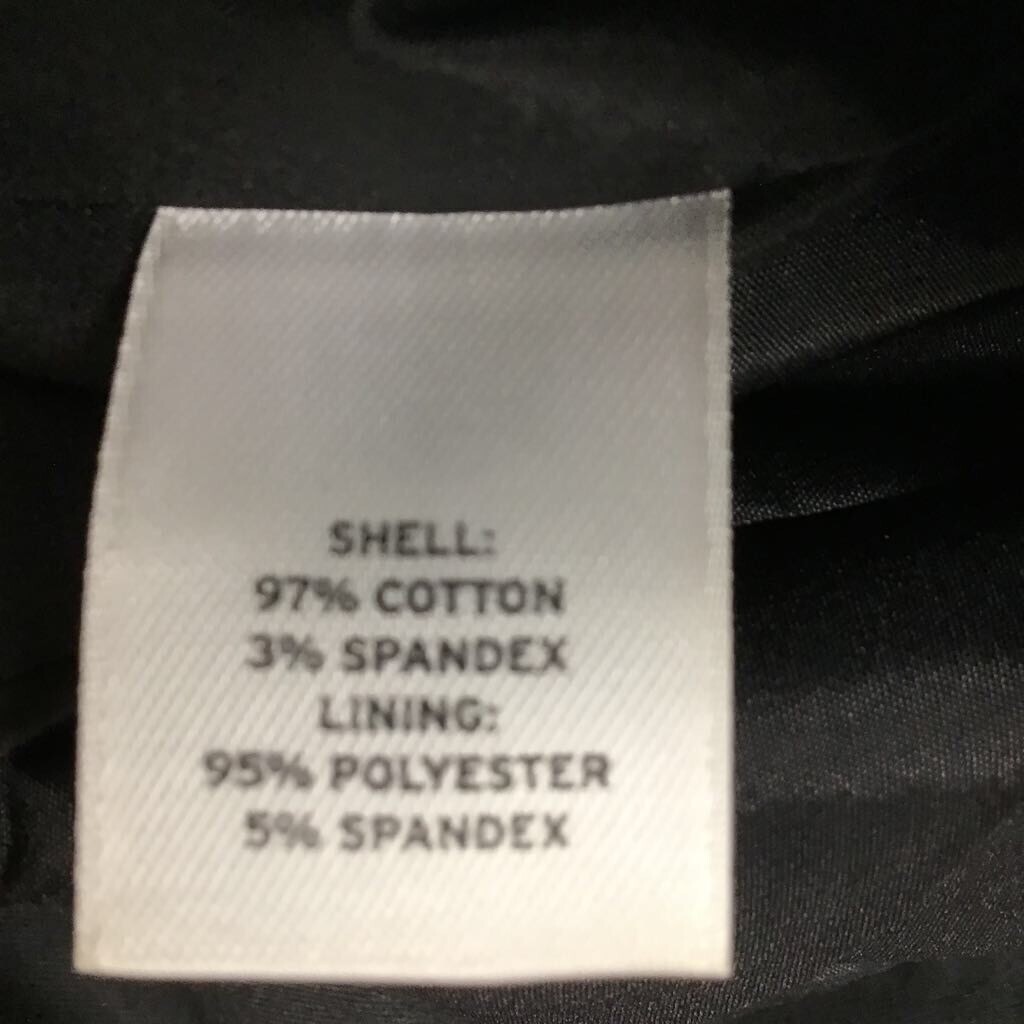 SHELL:
97% COTTON
3% SPANDEX
LINING:
95% POLYESTER
5% SPANDEX